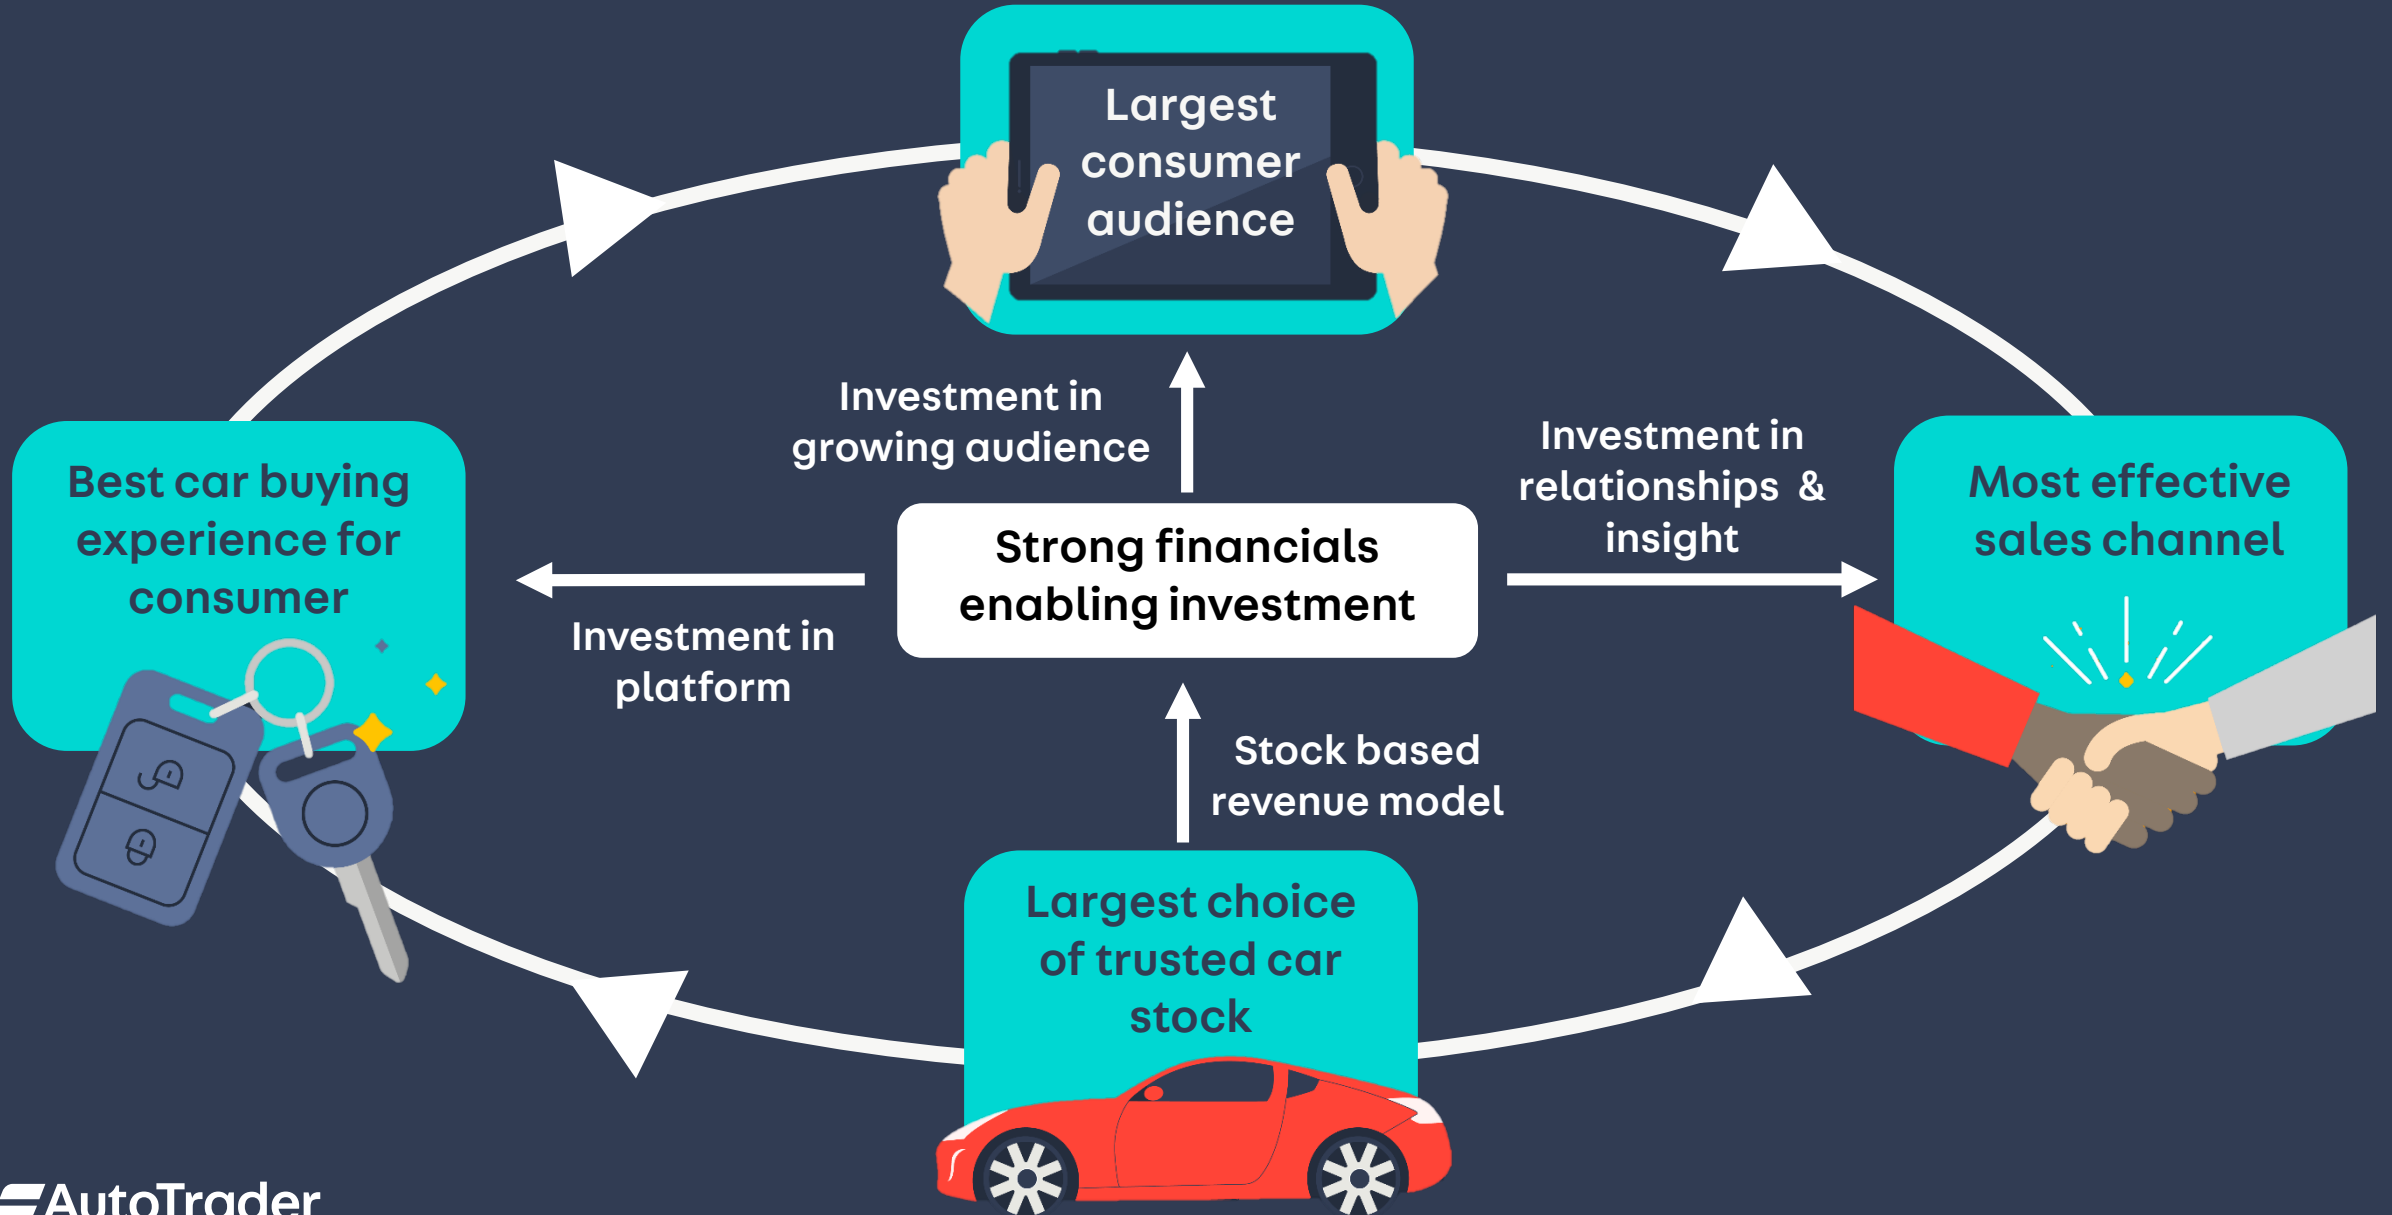 Largest
consumer
audience
Investment in
growing audience
Investment in
relationships & 
insight
Best car buying
experience for
consumer
Most effective
sales channel
Strong financials
enabling investment
Investment in
platform
Stock based
revenue model
Largest choice
of trusted car
stock
AutoTrader